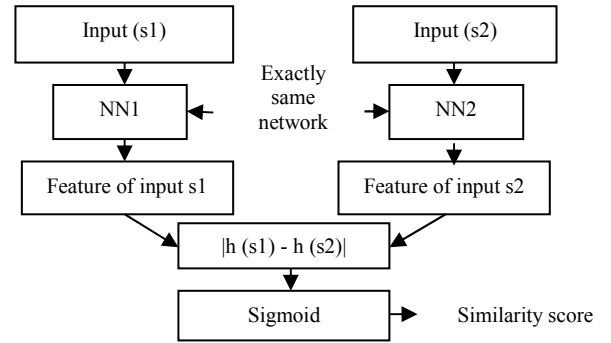 Input (s1)
Input (s2)
Exactly
same
network
NN1
NN2
Feature of input s1
Feature of input s2
|h (s1) - h (s2)|
Sigmoid
Similarity score